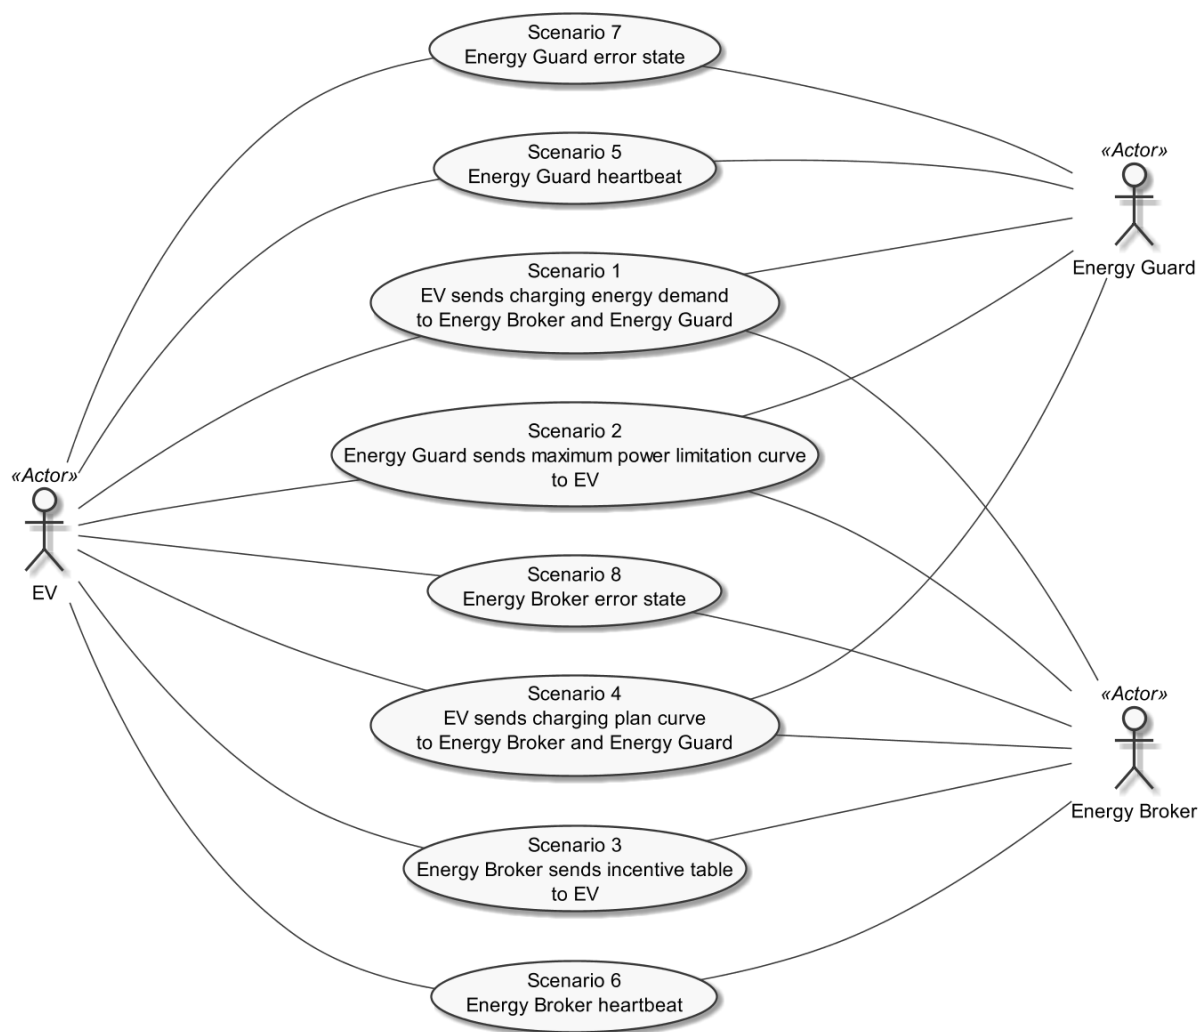 Scenario 7
Energy Guard error state
Scenario 5
Energy Guard heartbeat
«Actor»
Energy Guard
Scenario 1
EV sends charging energy demand
to Energy Broker and Energy Guard
Scenario 2
Energy Guard sends maximum power limitation curve
to EV
«Actor»
EV
Scenario 8
Energy Broker error state
Scenario 4
EV sends charging plan curve
to Energy Broker and Energy Guard
«Actor»
Energy Broker
Scenario 3
Energy Broker sends incentive table
to EV
Scenario 6
Energy Broker heartbeat